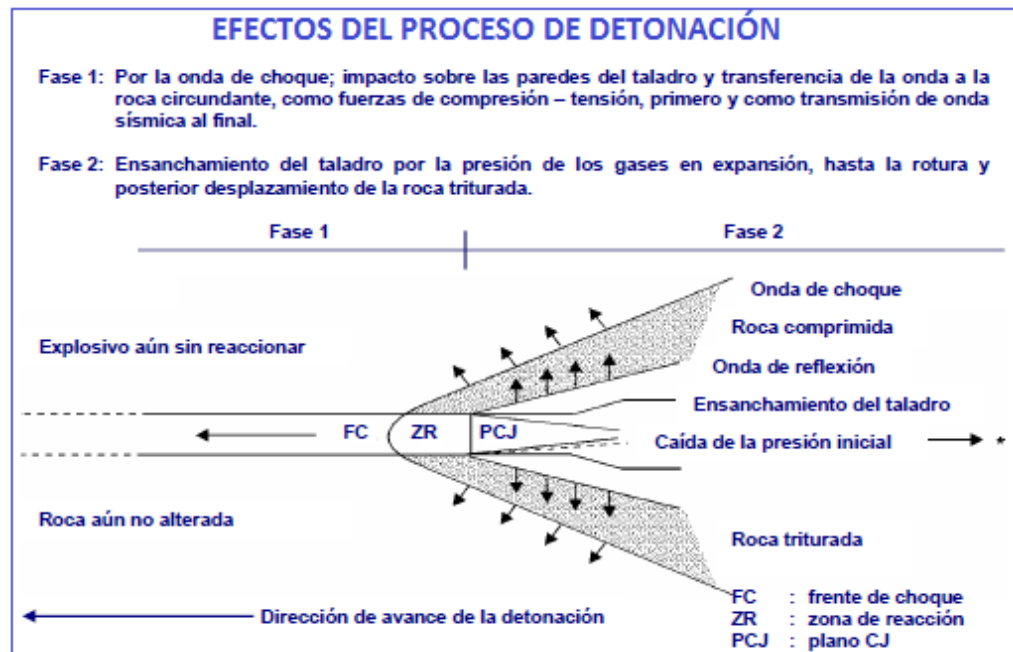 EFECTOS DEL PROCESO DE DETONACIÓN
Fase 1: Por la onda de choque; impacto sobre las paredes del taladro y transferencia de la onda a la
roca circundante, como fuerzas de compresión – tensión, primero y como transmisión de onda
sísmica al final.
Fase 2: Ensanchamiento del taladro por la presión de los gases en expansión, hasta la rotura y
posterior desplazamiento de la roca triturada.
Fase 1 Fase 2
Onda de choque
Roca comprimida
Explosivo aún sin reaccionar
Onda de reflexión
Ensanchamiento del taladro
FC ZR PCJ
Caída de la presión inicial *
Roca aún no alterada
Roca triturada
FC : frente de choque
Dirección de avance de la detonación
ZR : zona de reacción
PCJ : plano CJ